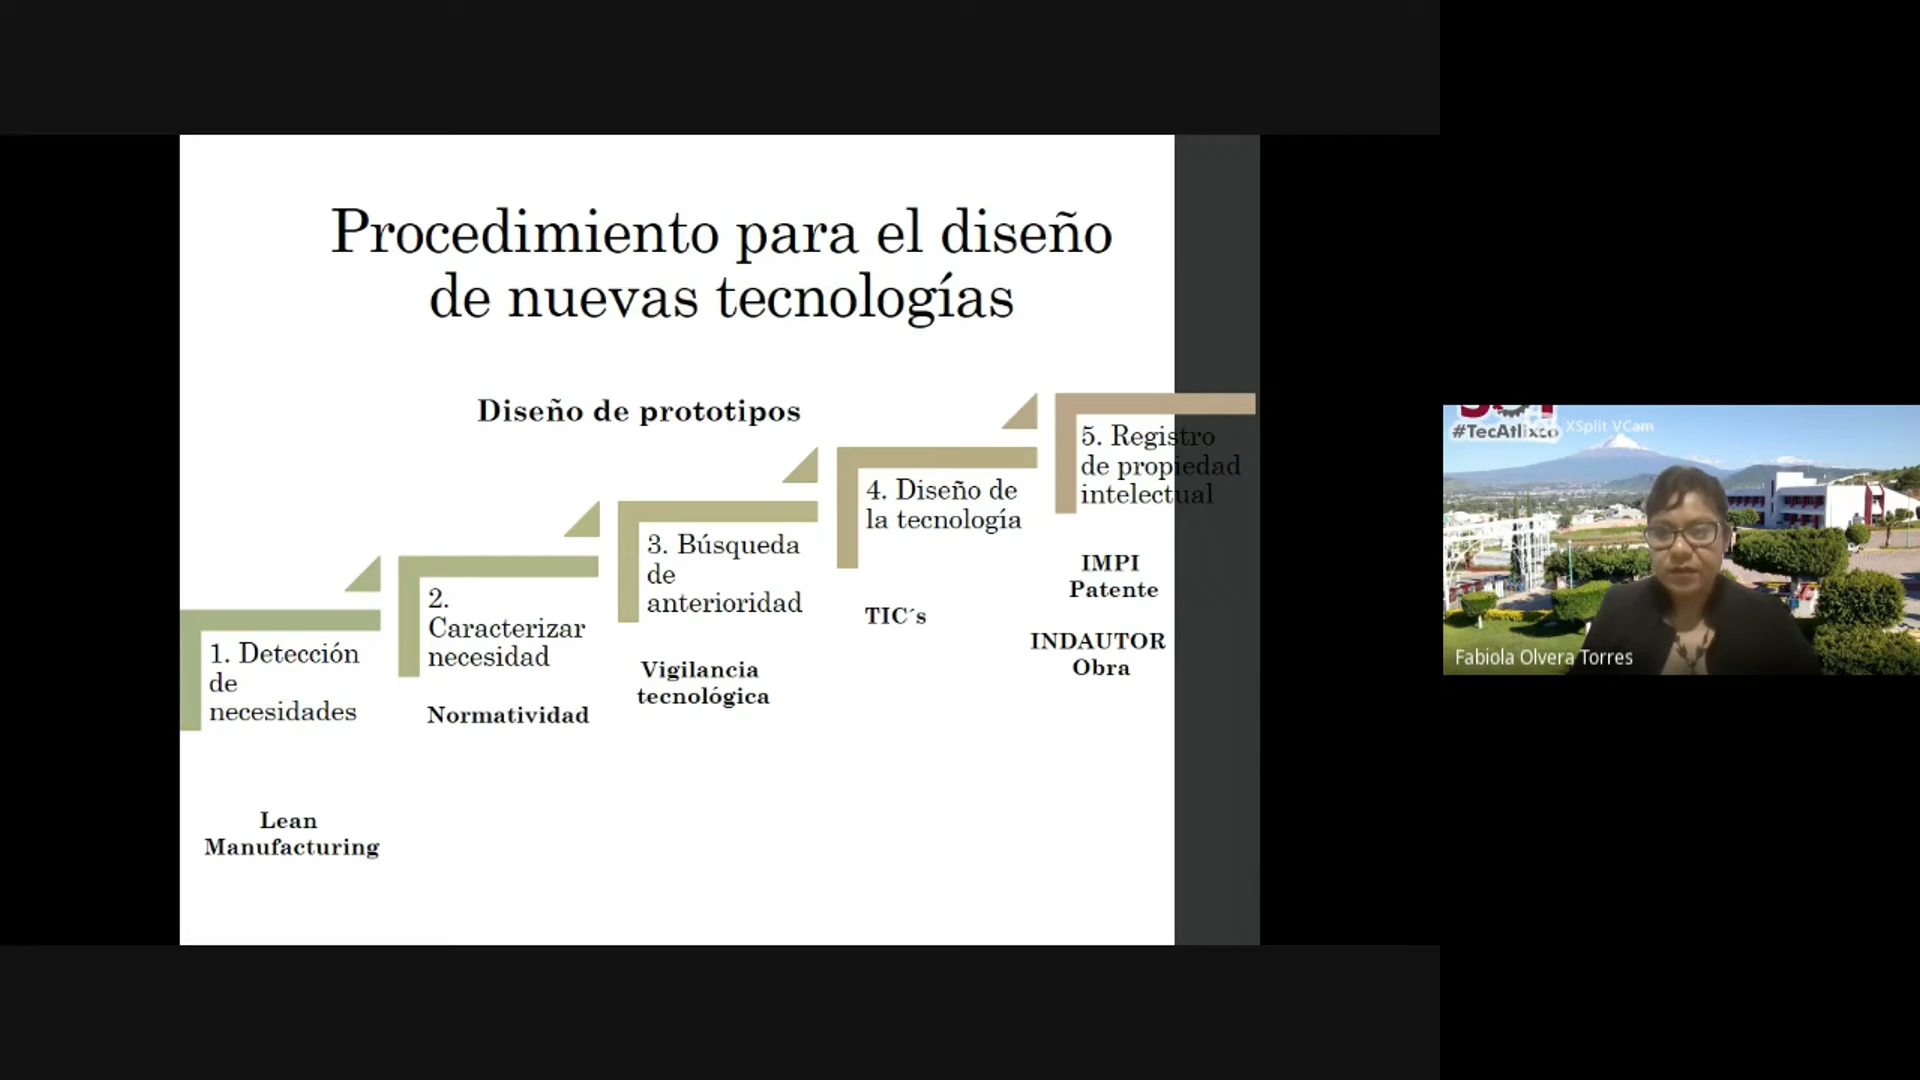 Procedimiento para el diseño
de nuevas tecnologías
Diseño de prototipos
1. Detección
de
necesidades
Lean
Manufacturing
2.
Caracterizar
necesidad
Normatividad
3. Búsqueda
de
anterioridad
Vigilancia
tecnológica
4. Diseño de
la tecnología
TIC´s
5. Registro
de propiedad
intelectual
IMPI
Patente
INDAUTOR
Obra
#TecAtlixco
XSplit VCam
Fabiola Olvera Torres